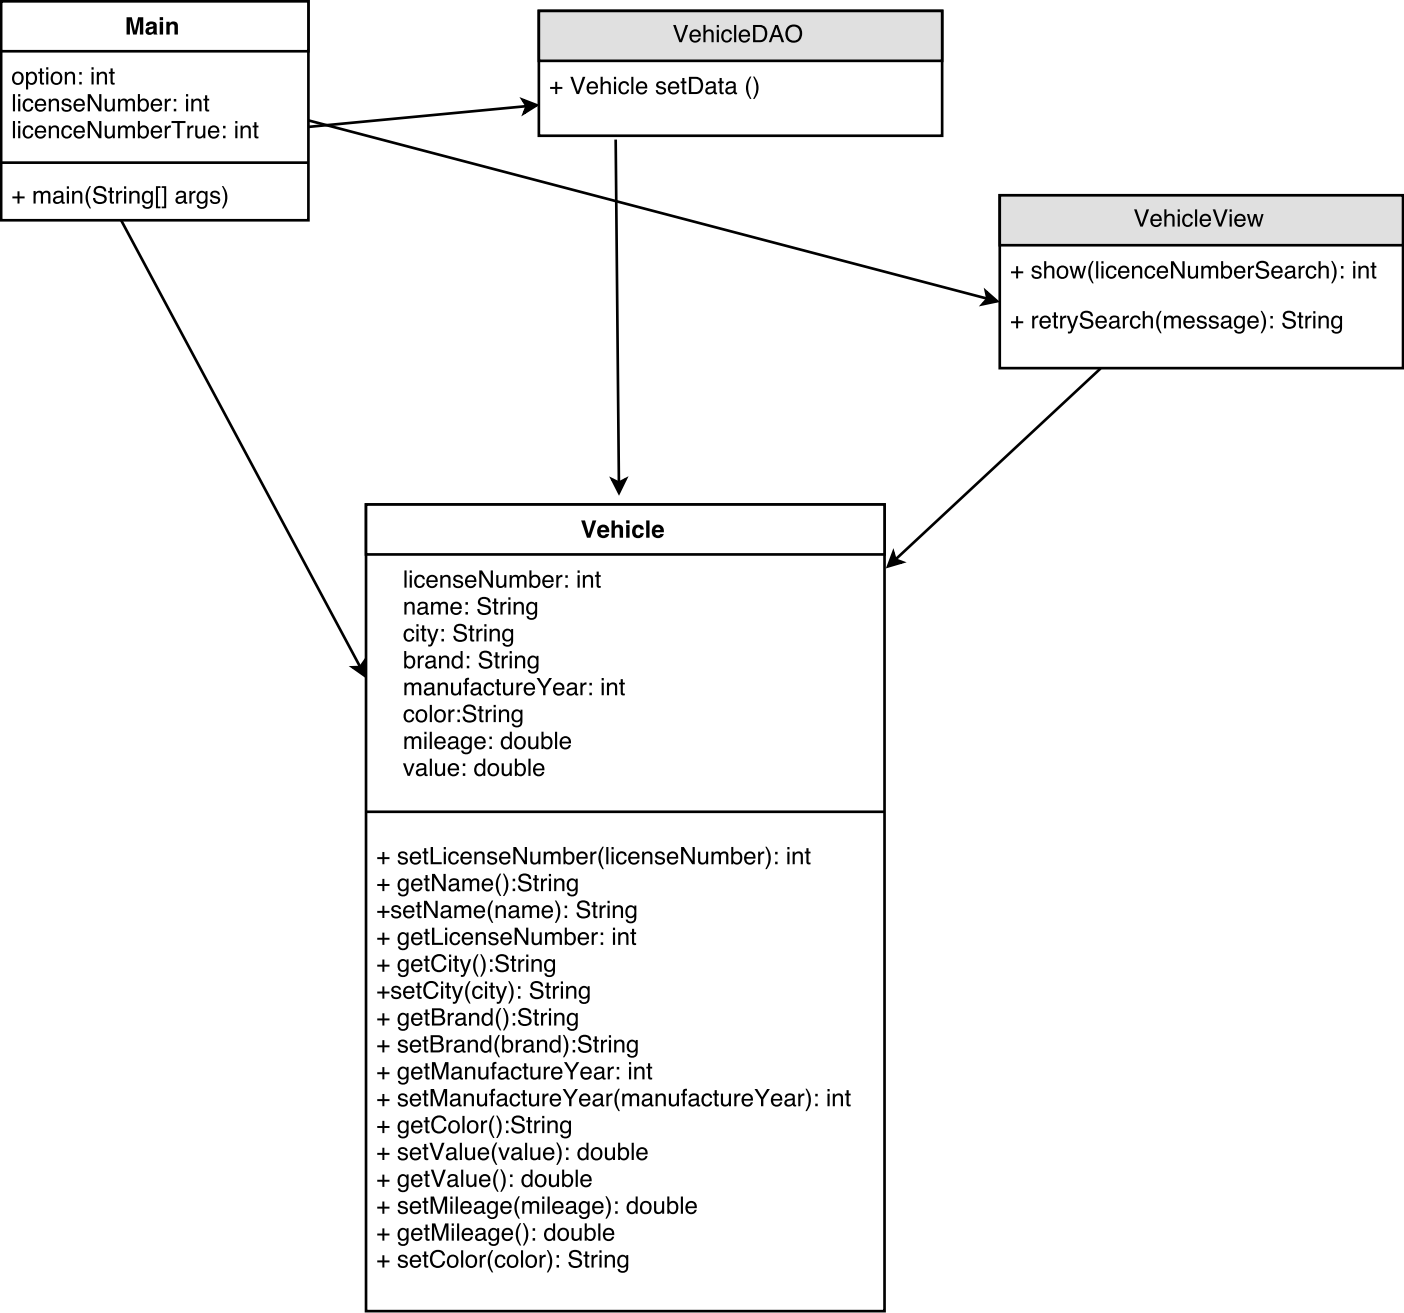 Main
option: int
licenseNumber: int
licenceNumberTrue: int
+ main(String[] args)
VehicleDAO
+ Vehicle setData ()
VehicleView
+ show(licenceNumberSearch): int
+ retrySearch(message): String
Vehicle
licenseNumber: int
name: String
city: String
brand: String
manufactureYear: int
color:String
mileage: double
value: double
+ setLicenseNumber(licenseNumber): int
+ getName():String
+setName(name): String
+ getLicenseNumber: int
+ getCity():String
+setCity(city): String
+ getBrand():String
+ setBrand(brand):String
+ getManufactureYear: int
+ setManufactureYear(manufactureYear): int
+ getColor():String
+ setValue(value): double
+ getValue(): double
+ setMileage(mileage): double
+ getMileage(): double
+ setColor(color): String